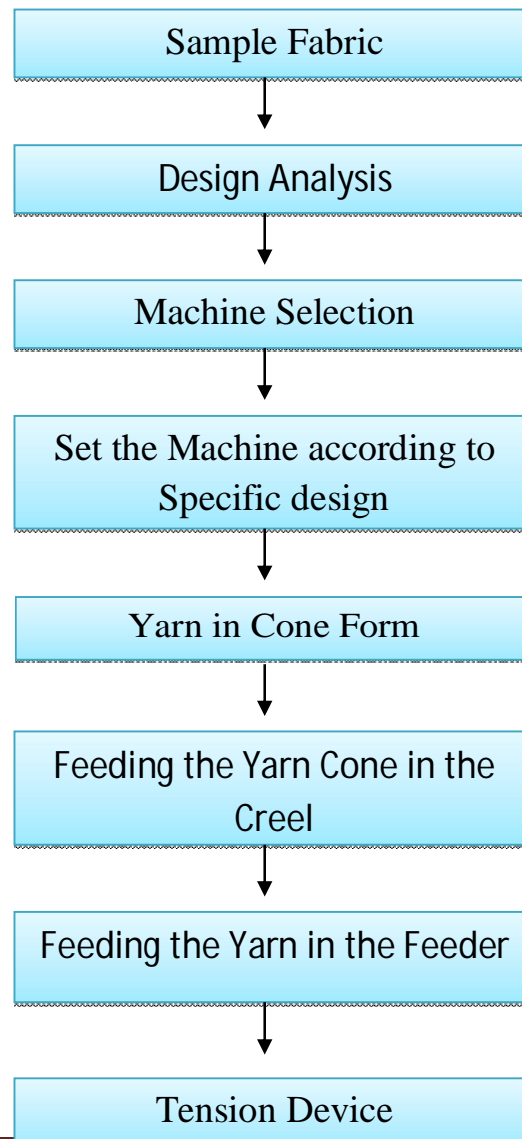 Sample Fabric
Design Analysis
Machine Selection
Set the Machine according to
Specific design
Yarn in Cone Form
Feeding the Yarn Cone in the
Creel
Feeding the Yarn in the Feeder
Tension Device